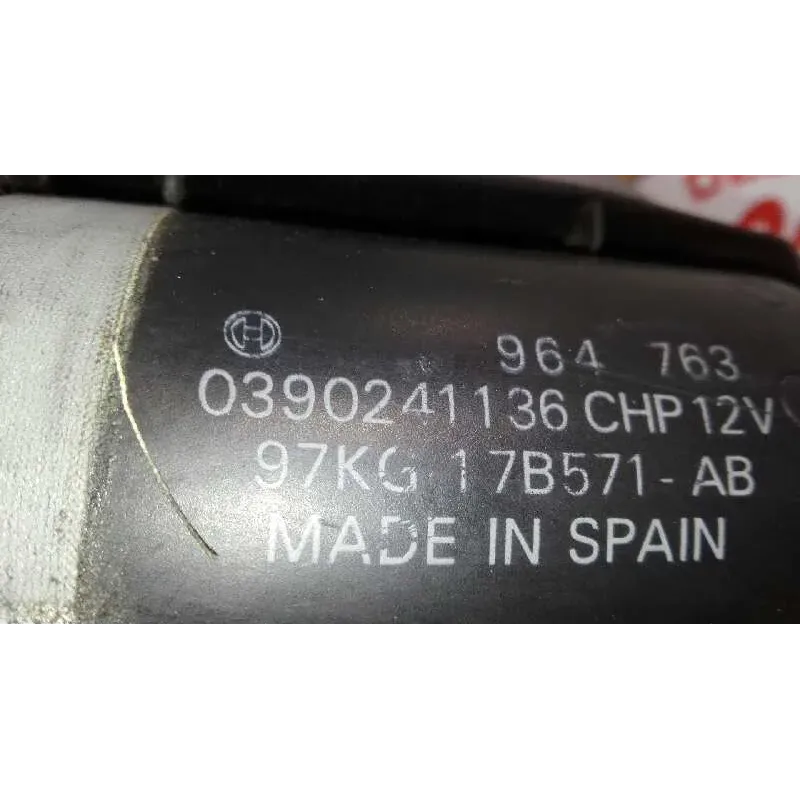 964 763
0390241136 CHP 12V
97KG 17B571-AB
MADE IN SPAIN